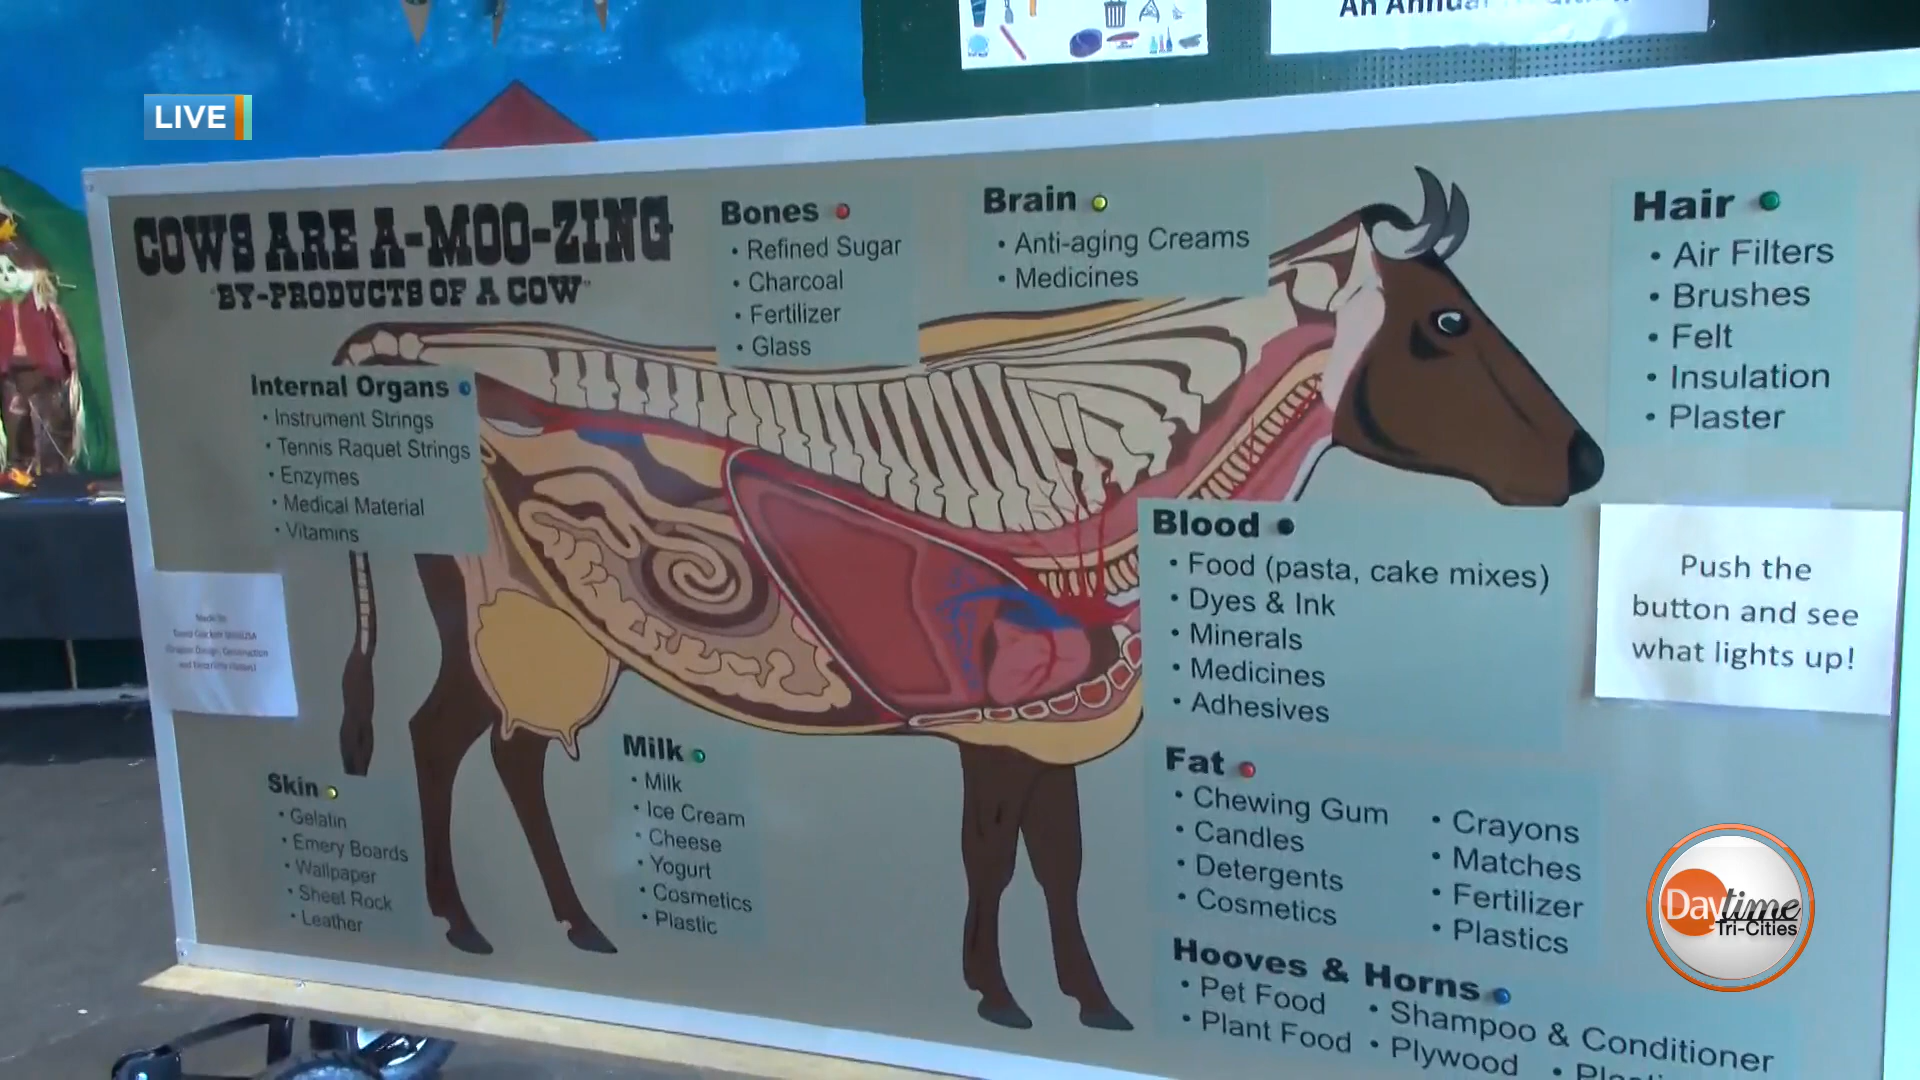 An Annual
LIVE
COWS ARE A-MOO-ZING
"BY-PRODUCTS OF A COW"
Bones
• Refined Sugar
• Charcoal
• Fertilizer
• Glass
Brain
• Anti-aging Creams
• Medicines
Hair
• Air Filters
• Brushes
• Felt
• Insulation
• Plaster
Internal Organs
• Instrument Strings
• Tennis Raquet Strings
• Enzymes
• Medical Material
• Vitamins
Blood
• Food (pasta, cake mixes)
• Dyes & Ink
• Minerals
• Medicines
• Adhesives
Push the
button and see
what lights up!
Skin
• Gelatin
• Emery Boards
• Wallpaper
• Sheet Rock
• Leather
Milk
• Milk
• Ice Cream
• Cheese
• Yogurt
• Cosmetics
• Plastic
Fat
• Chewing Gum
• Candles
• Detergents
• Cosmetics
• Crayons
• Matches
• Fertilizer
• Plastics
Hooves & Horns
• Pet Food
• Plant Food
• Shampoo & Conditioner
• Plywood
Daytime
Tri-Cities